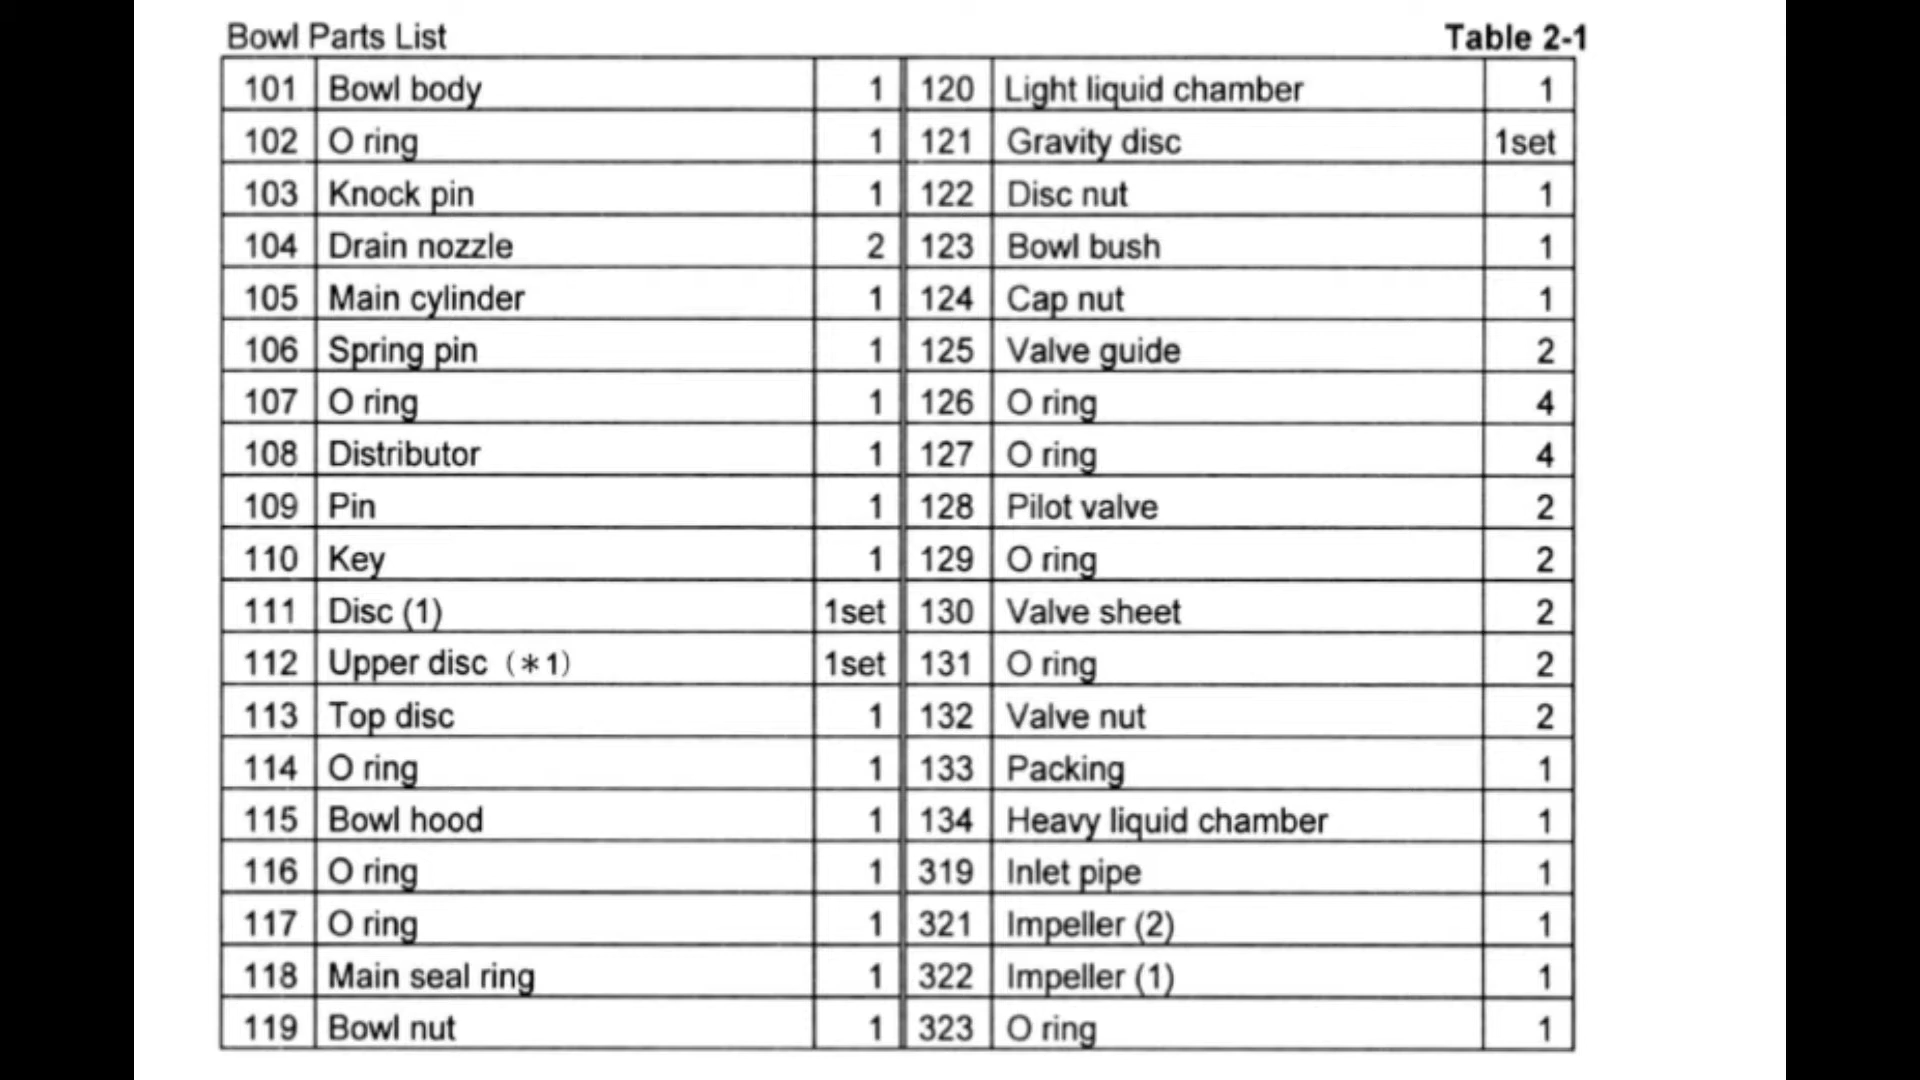 Bowl Parts List Table 2-1
101 Bowl body 1 120 Light liquid chamber 1
102 O ring 1 121 Gravity disc 1set
103 Knock pin 1 122 Disc nut 1
104 Drain nozzle 2 123 Bowl bush 1
105 Main cylinder 1 124 Cap nut 1
106 Spring pin 1 125 Valve guide 2
107 O ring 1 126 O ring 4
108 Distributor 1 127 O ring 4
109 Pin 1 128 Pilot valve 2
110 Key 1 129 O ring 2
111 Disc (1) 1set 130 Valve sheet 2
112 Upper disc (*1) 1set 131 O ring 2
113 Top disc 1 132 Valve nut 2
114 O ring 1 133 Packing 1
115 Bowl hood 1 134 Heavy liquid chamber 1
116 O ring 1 319 Inlet pipe 1
117 O ring 1 321 Impeller (2) 1
118 Main seal ring 1 322 Impeller (1) 1
119 Bowl nut 1 323 O ring 1